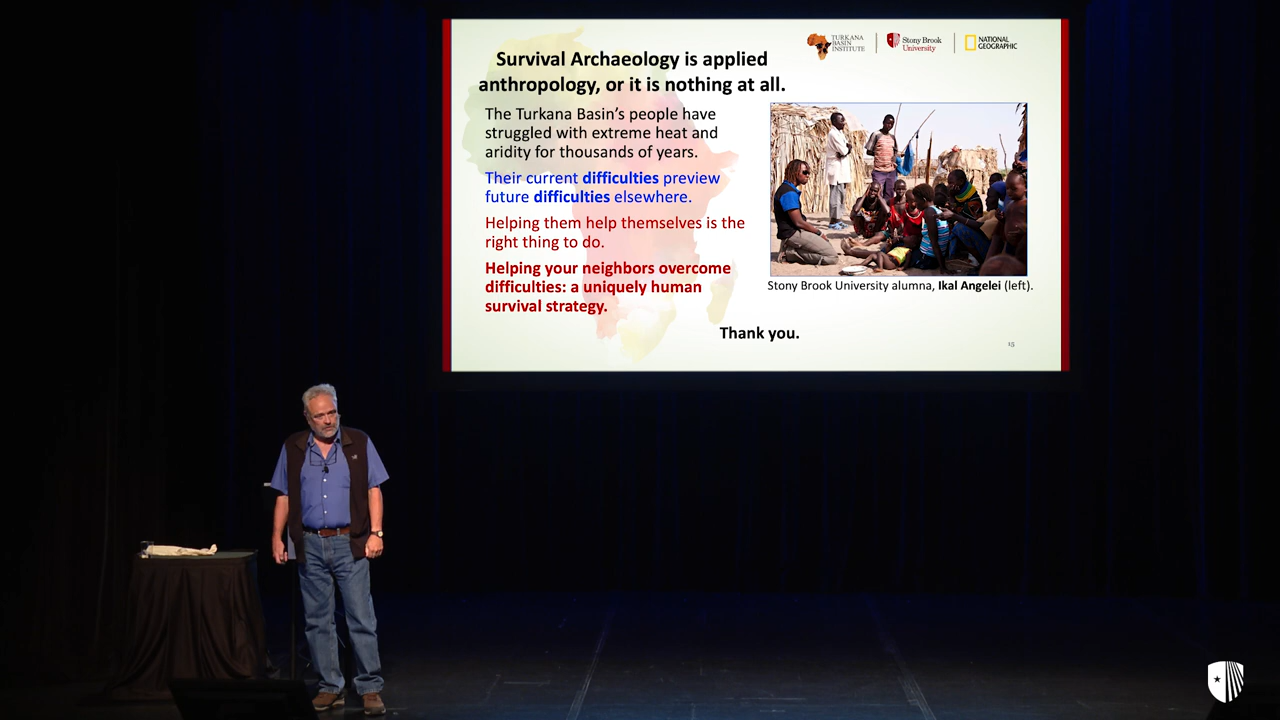 Survival Archaeology is applied
anthropology, or it is nothing at all.
TURKANA
BASIN
INSTITUTE
Stony Brook
University
NATIONAL
GEOGRAPHIC
The Turkana Basin's people have
struggled with extreme heat and
aridity for thousands of years.
Their current difficulties preview
future difficulties elsewhere.
Helping them help themselves is the
right thing to do.
Helping your neighbors overcome
difficulties: a uniquely human
survival strategy.
Stony Brook University alumna, Ikal Angelei (left).
Thank you.
15